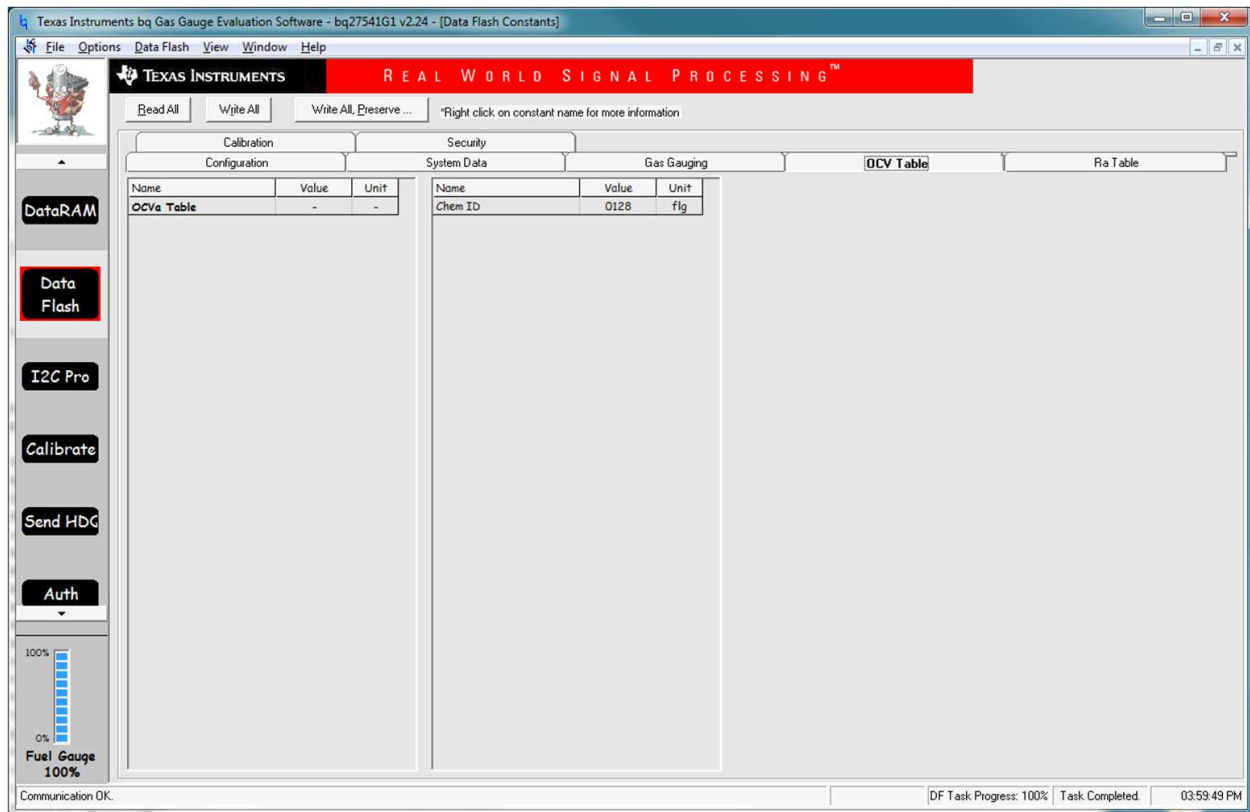 Texas Instruments bq Gas Gauge Evaluation Software - bq27541G1 v2.24 - [Data Flash Constants]
File Options Data Flash View Window Help
TEXAS INSTRUMENTS REAL WORLD SIGNAL PROCESSING™
Read All Write All Write All, Preserve ... *Right click on constant name for more information
Calibration Security
Configuration System Data Gas Gauging OCV Table Ra Table
Name Value Unit Name Value Unit
OCVa Table - - Chem ID 0128 flg
DataRAM
Data
Flash
I2C Pro
Calibrate
Send HDQ
Auth
100%
0%
Fuel Gauge
100%
Communication OK. DF Task Progress: 100% Task Completed. 03:59:49 PM